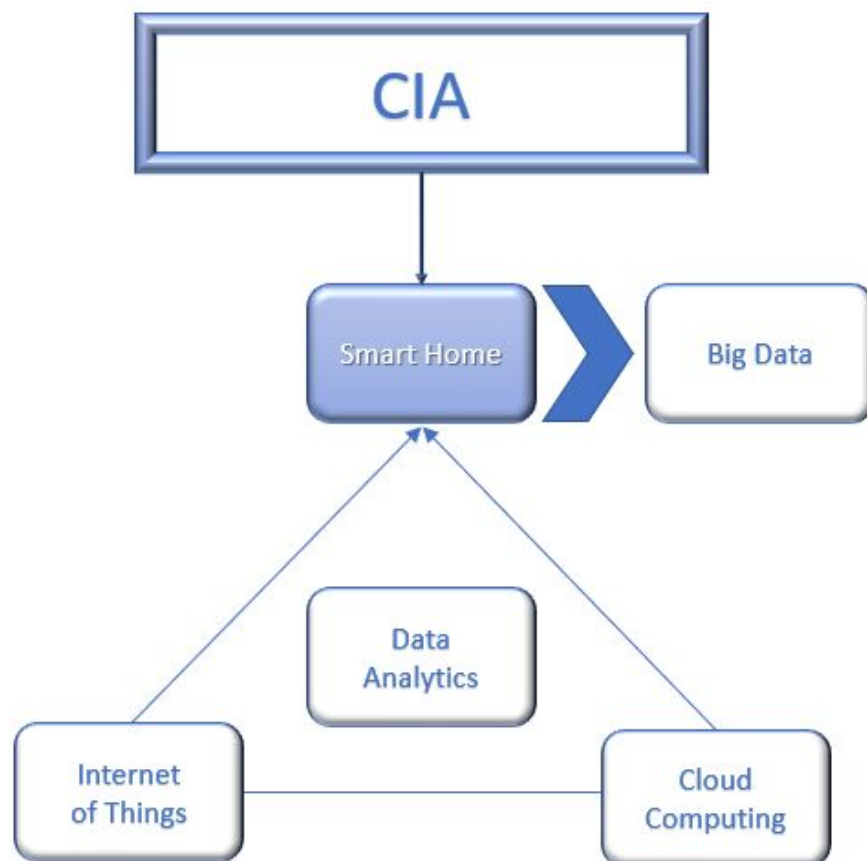 CIA
Smart Home
Big Data
Data
Analytics
Internet
of Things
Cloud
Computing